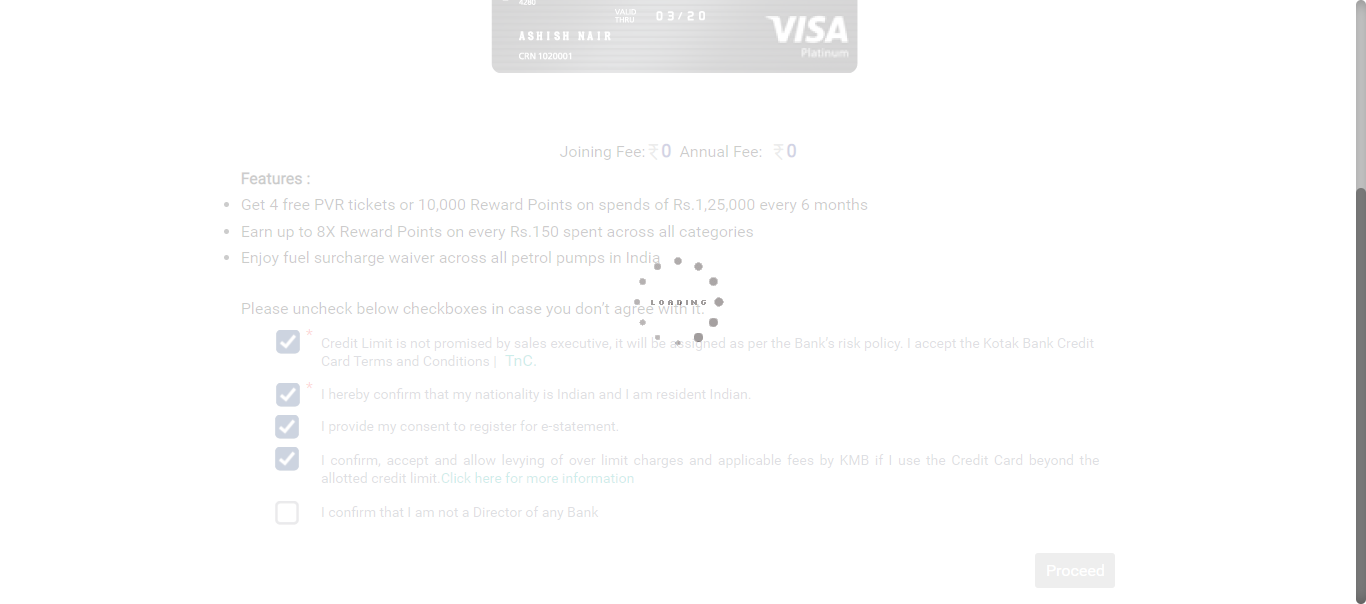 4280
VALID
THRU
03/20
ASHISH NAIR
VISA
Platinum
CRN 1020001
Joining Fee: ₹ 0 Annual Fee: ₹ 0
Features :
• Get 4 free PVR tickets or 10,000 Reward Points on spends of Rs.1,25,000 every 6 months
• Earn up to 8X Reward Points on every Rs.150 spent across all categories
• Enjoy fuel surcharge waiver across all petrol pumps in India
LOADING
Please uncheck below checkboxes in case you don’t agree with it.
* Credit Limit is not promised by sales executive, it will be assigned as per the Bank's risk policy. I accept the Kotak Bank Credit
Card Terms and Conditions | TnC.
* I hereby confirm that my nationality is Indian and I am resident Indian.
I provide my consent to register for e-statement.
I confirm, accept and allow levying of over limit charges and applicable fees by KMB if I use the Credit Card beyond the
allotted credit limit.Click here for more information
I confirm that I am not a Director of any Bank
Proceed